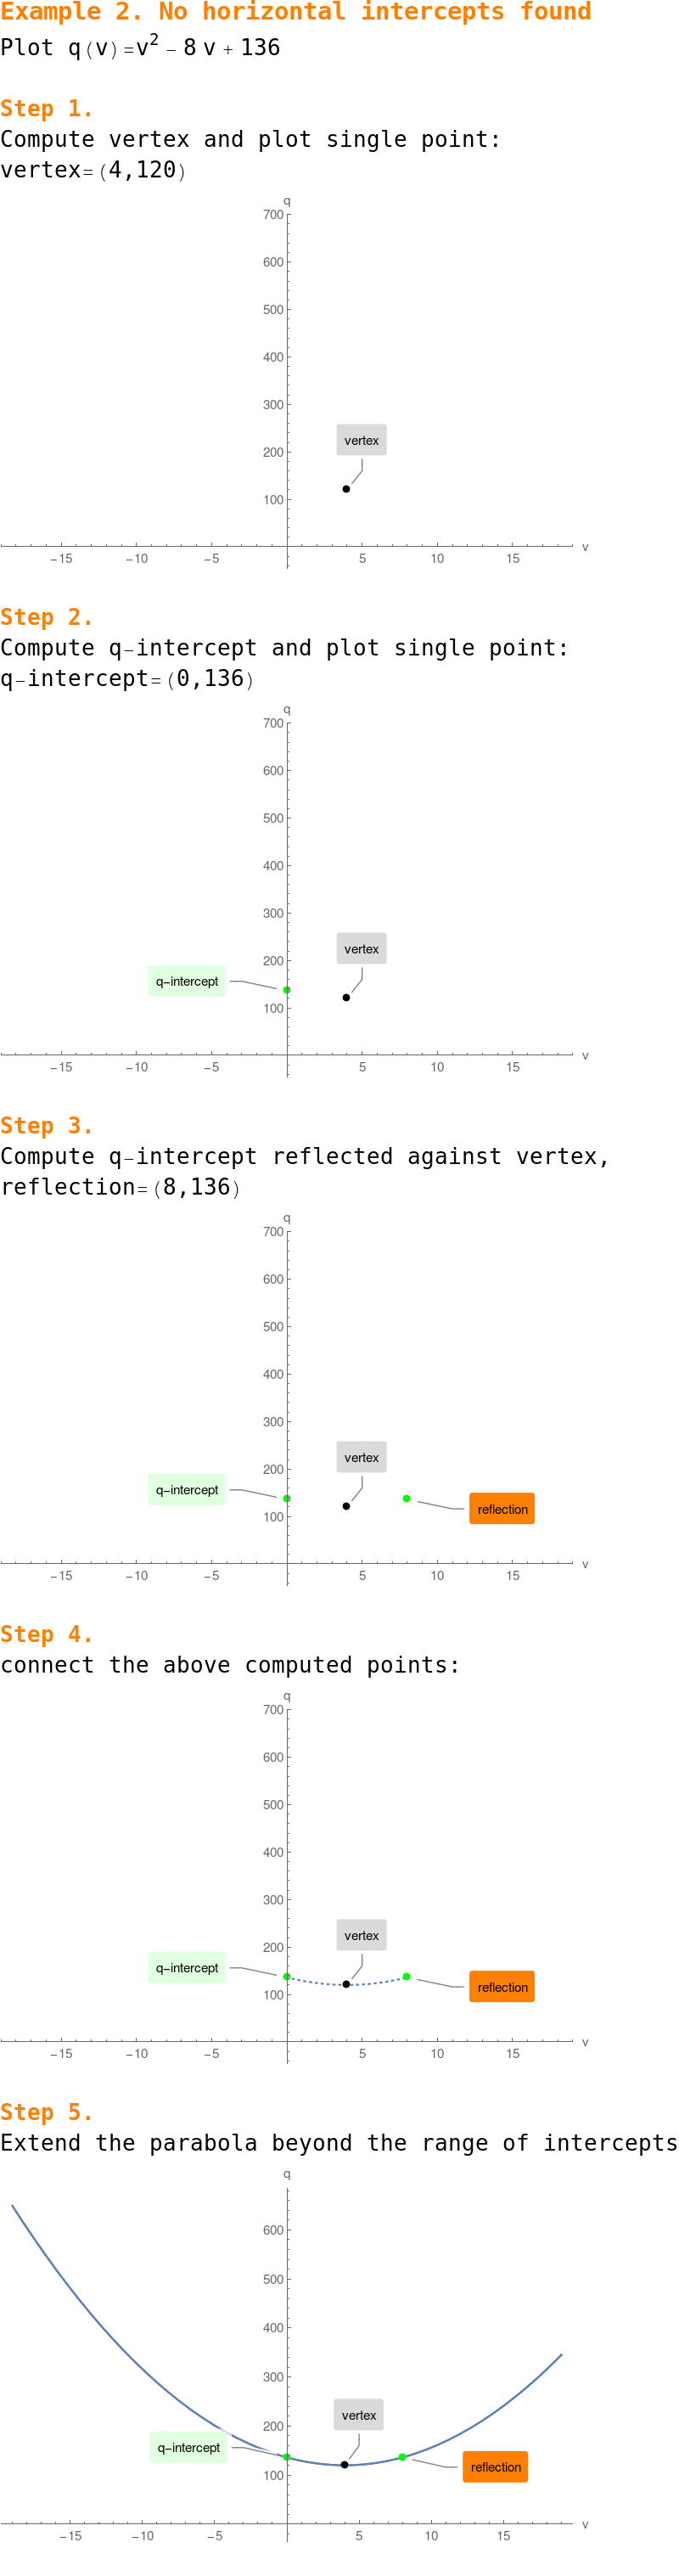 Example 2. No horizontal intercepts found
Plot q(v)=v² - 8 v + 136
Step 1.
Compute vertex and plot single point:
vertex=(4,120)
q
700
600
500
400
300
vertex
200
100
v
-15 -10 -5 5 10 15
Step 2.
Compute q-intercept and plot single point:
q-intercept=(0,136)
q
700
600
500
400
300
vertex
200
q-intercept
100
v
-15 -10 -5 5 10 15
Step 3.
Compute q-intercept reflected against vertex,
reflection=(8,136)
q
700
600
500
400
300
vertex
200
q-intercept
reflection
100
v
-15 -10 -5 5 10 15
Step 4.
connect the above computed points:
q
700
600
500
400
300
vertex
200
q-intercept
reflection
100
v
-15 -10 -5 5 10 15
Step 5.
Extend the parabola beyond the range of intercepts
q
600
500
400
300
vertex
200
q-intercept
reflection
100
v
-15 -10 -5 5 10 15